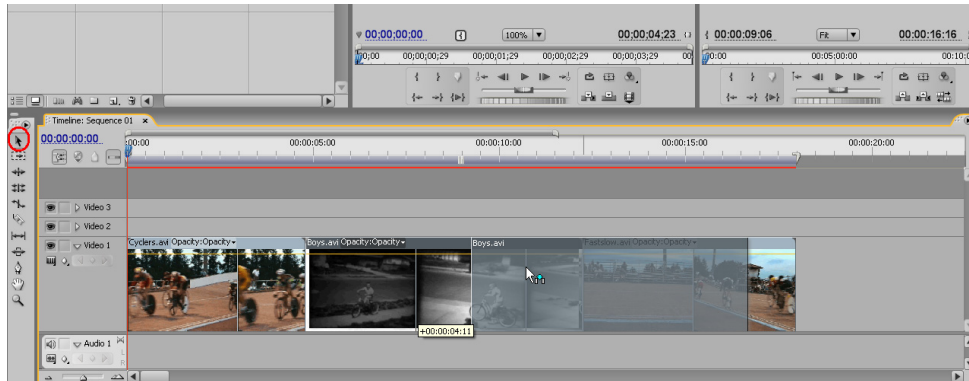 00;00;00;00 100% 00;00;04;23 00:00:09:06 Fit 00:00:16:16
0;00 00;00;00;29 00;00;01;29 00;00;02;29 00;00;03;29 00 0:00 00:05:00:00 00:10:0
Timeline: Sequence 01
00:00:00:00 :00:00 00:00:05:00 00:00:10:00 00:00:15:00 00:00:20:00
Video 3
Video 2
Video 1 Cyclers.avi Opacity:Opacity Boys.avi Opacity:Opacity Boys.avi Fastslow.avi Opacity:Opacity
+00:00:04:11
Audio 1 L
R